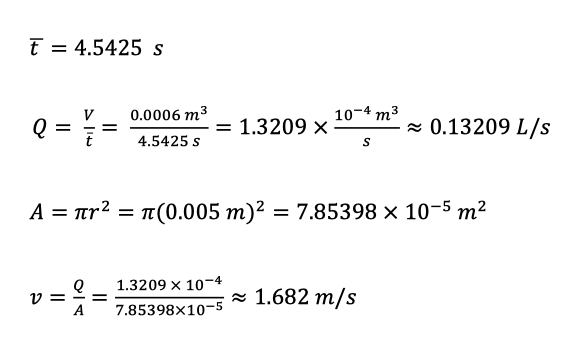 t̅ = 4.5425 s
Q = V/t̅ = 0.0006 m³/4.5425 s = 1.3209 × 10⁻⁴ m³/s ≈ 0.13209 L/s
A = πr² = π(0.005 m)² = 7.85398 × 10⁻⁵ m²
v = Q/A = 1.3209 × 10⁻⁴/7.85398×10⁻⁵ ≈ 1.682 m/s